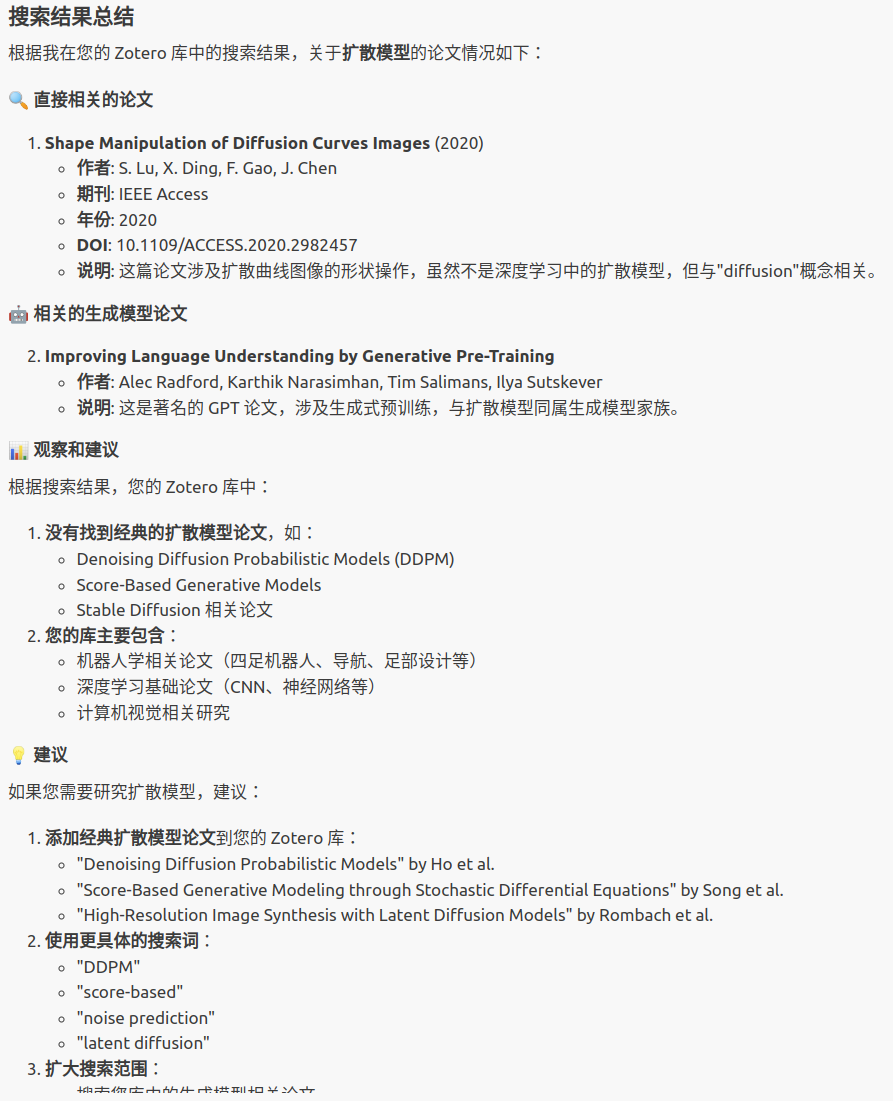 搜索结果总结
根据我在您的 Zotero 库中的搜索结果，关于扩散模型的论文情况如下：
🔍 直接相关的论文
1. Shape Manipulation of Diffusion Curves Images (2020)
◦ 作者: S. Lu, X. Ding, F. Gao, J. Chen
◦ 期刊: IEEE Access
◦ 年份: 2020
◦ DOI: 10.1109/ACCESS.2020.2982457
◦ 说明: 这篇论文涉及扩散曲线图像的形状操作，虽然不是深度学习中的扩散模型，但与"diffusion"概念相关。
🤖 相关的生成模型论文
2. Improving Language Understanding by Generative Pre-Training
◦ 作者: Alec Radford, Karthik Narasimhan, Tim Salimans, Ilya Sutskever
◦ 说明: 这是著名的 GPT 论文，涉及生成式预训练，与扩散模型同属生成模型家族。
📊 观察和建议
根据搜索结果，您的 Zotero 库中：
1. 没有找到经典的扩散模型论文，如：
◦ Denoising Diffusion Probabilistic Models (DDPM)
◦ Score-Based Generative Models
◦ Stable Diffusion 相关论文
2. 您的库主要包含：
◦ 机器人学相关论文（四足机器人、导航、足部设计等）
◦ 深度学习基础论文（CNN、神经网络等）
◦ 计算机视觉相关研究
💡 建议
如果您需要研究扩散模型，建议：
1. 添加经典扩散模型论文到您的 Zotero 库：
◦ "Denoising Diffusion Probabilistic Models" by Ho et al.
◦ "Score-Based Generative Modeling through Stochastic Differential Equations" by Song et al.
◦ "High-Resolution Image Synthesis with Latent Diffusion Models" by Rombach et al.
2. 使用更具体的搜索词：
◦ "DDPM"
◦ "score-based"
◦ "noise prediction"
◦ "latent diffusion"
3. 扩大搜索范围：
搜索您库中的生成模型相关论文